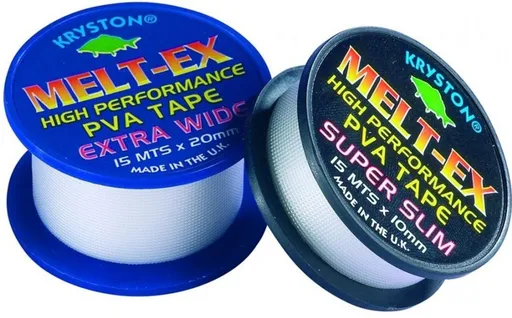 KRYSTON®
MELT-EX
HIGH PERFORMANCE
PVA TAPE
EXTRA WIDE
15 MTS x 20mm
MADE IN THE U.K.
KRYSTON®
MELT-EX
HIGH PERFORMANCE
PVA TAPE
SUPER SLIM
15 MTS x 10mm
MADE IN THE U.K.